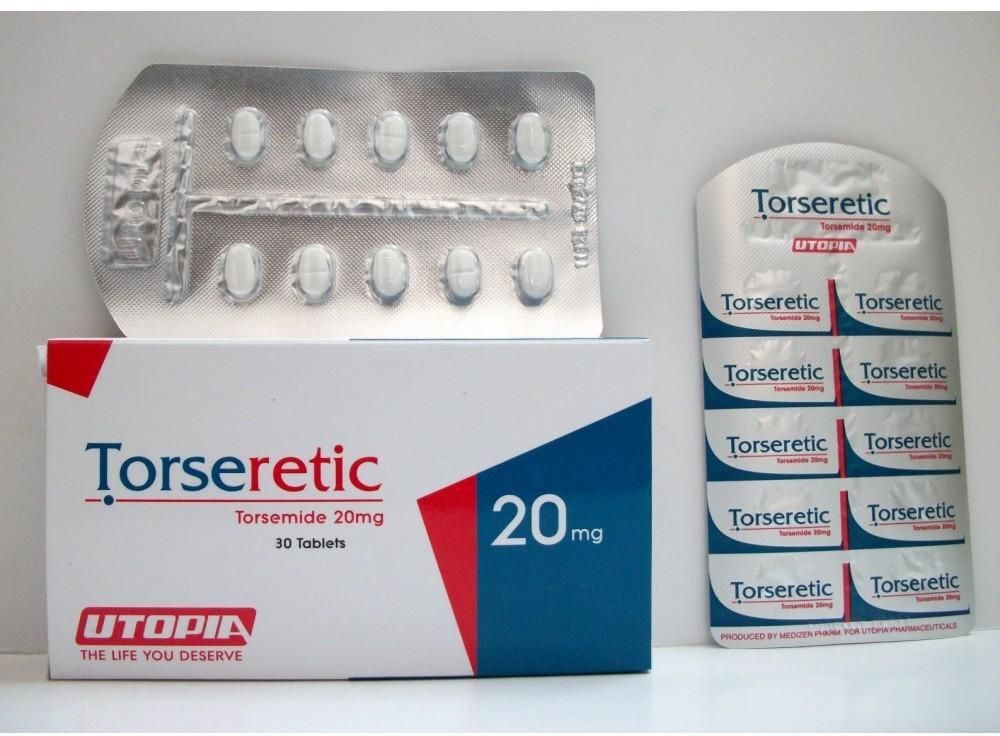 Torseretic
Torsemide 20mg
30 Tablets
20 mg
UTOPIA
THE LIFE YOU DESERVE
Torseretic
Torsemide 20mg
UTOPIA
Torseretic Torseretic
Torsemide 20mg Torsemide 20mg
Torseretic Torseretic
Torsemide 20mg Torsemide 20mg
Torseretic Torseretic
Torsemide 20mg Torsemide 20mg
Torseretic Torseretic
Torsemide 20mg Torsemide 20mg
Torseretic Torseretic
Torsemide 20mg Torsemide 20mg
PRODUCED BY MEDIZEN PHARM. FOR UTOPIA PHARMACEUTICALS